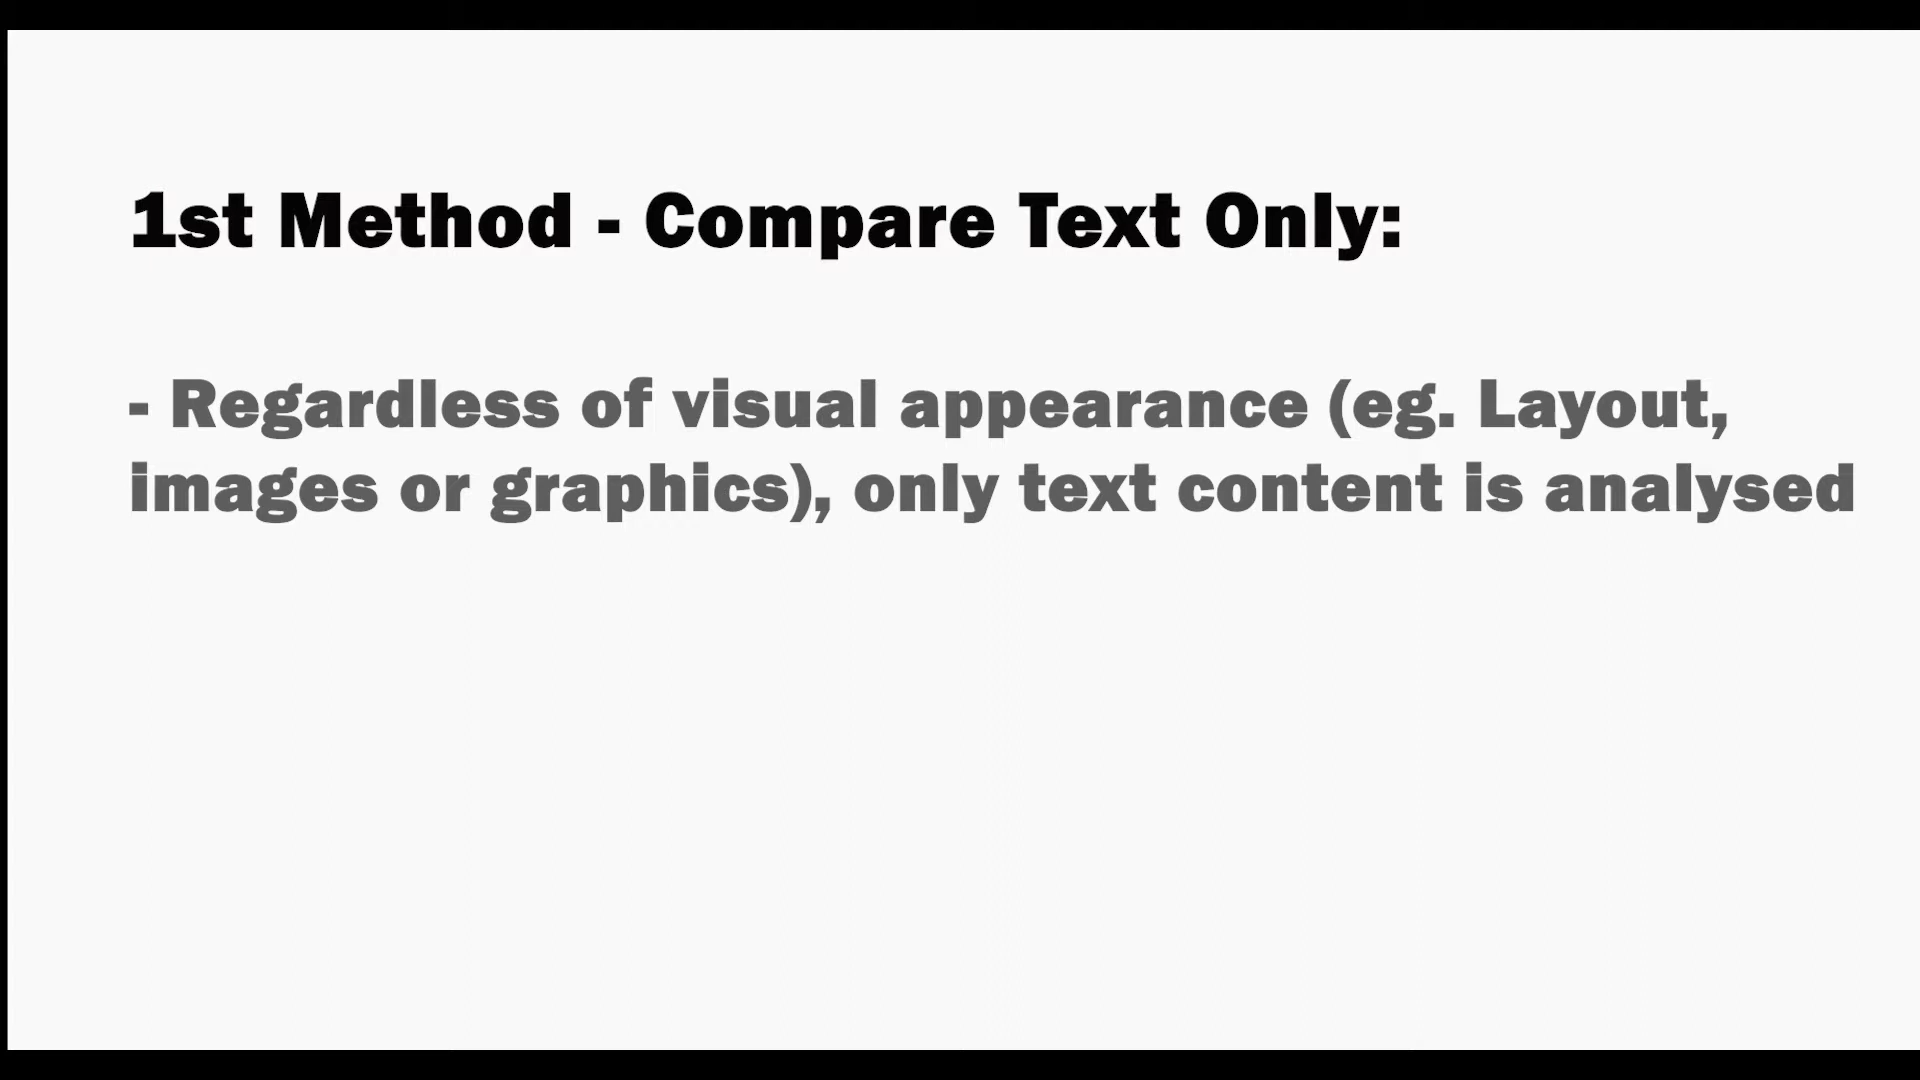 1st Method - Compare Text Only:
- Regardless of visual appearance (eg. Layout,
images or graphics), only text content is analysed